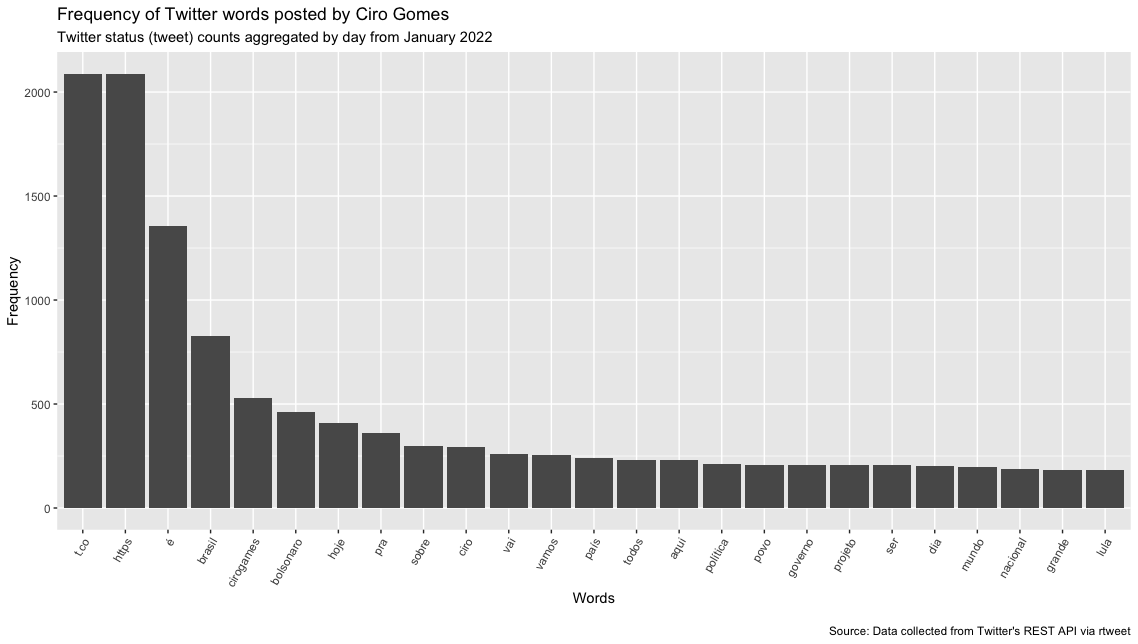 Frequency of Twitter words posted by Ciro Gomes
Twitter status (tweet) counts aggregated by day from January 2022
Frequency
2000
1500
1000
500
0
t.co
https
é
brasil
cirogames
bolsonaro
hoje
pra
sobre
ciro
vai
vamos
país
todos
aqui
política
povo
governo
projeto
ser
dia
mundo
nacional
grande
lula
Words
Source: Data collected from Twitter's REST API via rtweet